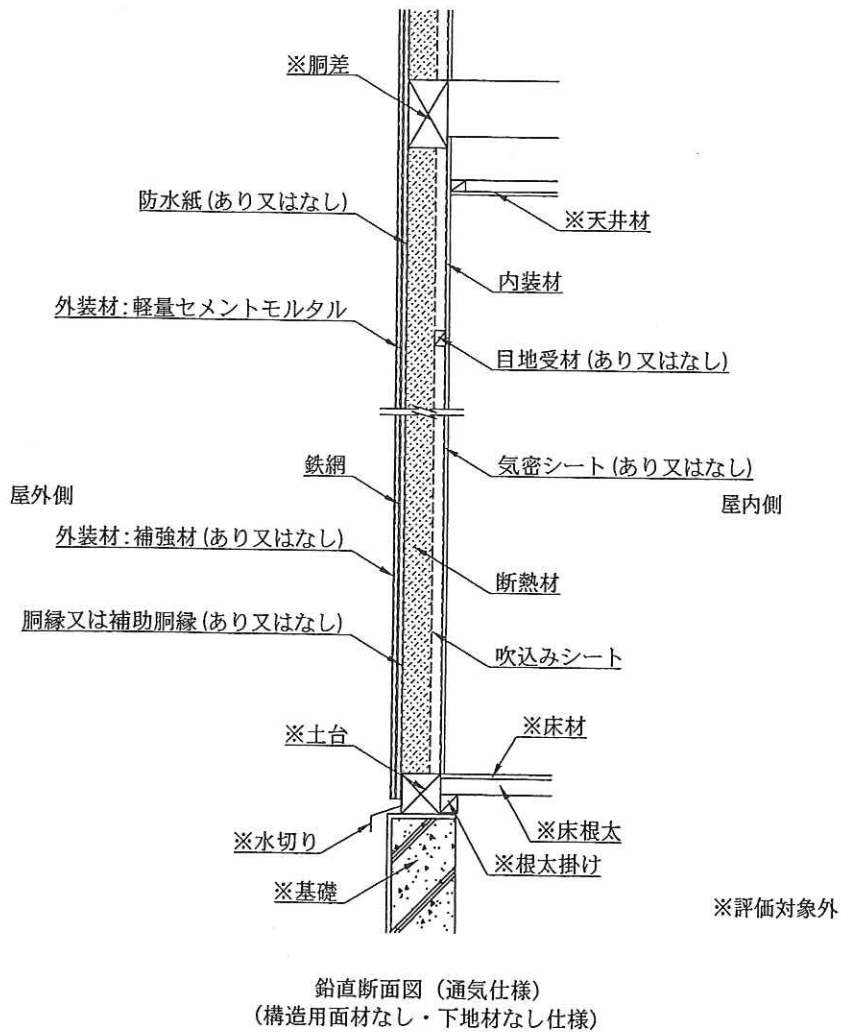 ※胴差
防水紙(あり又はなし)
※天井材
内装材
外装材:軽量セメントモルタル
目地受材(あり又はなし)
鉄網
気密シート(あり又はなし)
屋外側
屋内側
外装材:補強材(あり又はなし)
断熱材
胴縁又は補助胴縁(あり又はなし)
吹込みシート
※床材
※土台
※床根太
※水切り
※根太掛け
※基礎
※評価対象外
鉛直断面図(通気仕様)
(構造用面材なし・下地材なし仕様)